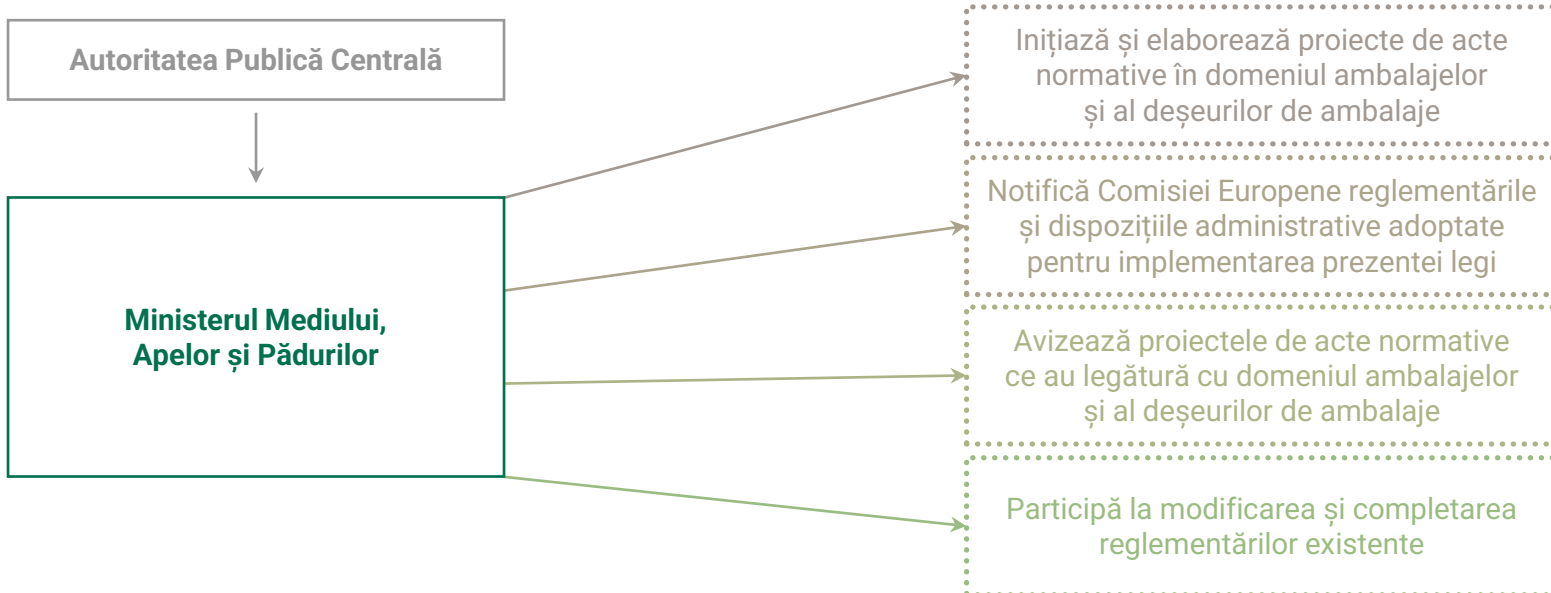 Autoritatea Publică Centrală
Ministerul Mediului,
Apelor și Pădurilor
Inițiază și elaborează proiecte de acte
normative în domeniul ambalajelor
și al deșeurilor de ambalaje
Notifică Comisiei Europene reglementările
și dispozițiile administrative adoptate
pentru implementarea prezentei legi
Avizează proiectele de acte normative
ce au legătură cu domeniul ambalajelor
și al deșeurilor de ambalaje
Participă la modificarea și completarea
reglementărilor existente